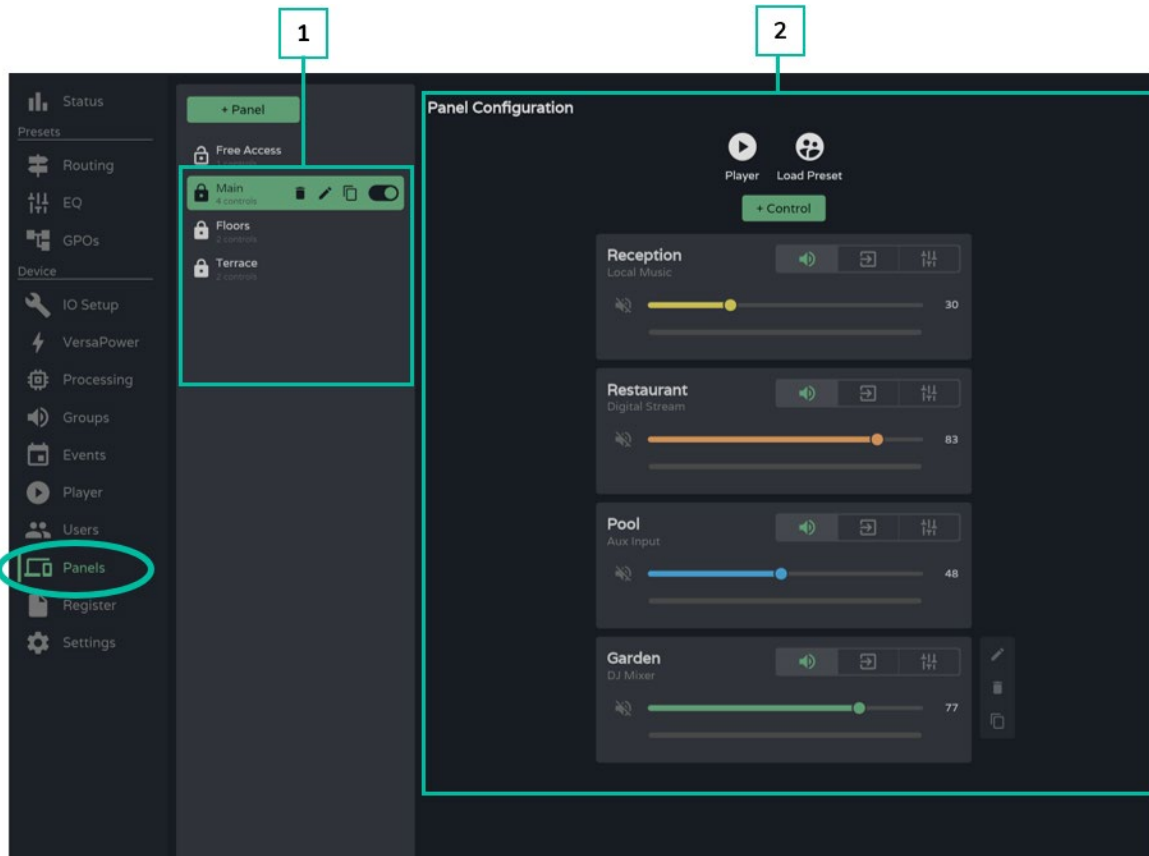 1
2
Status
Presets
Routing
EQ
GPOs
Device
IO Setup
VersaPower
Processing
Groups
Events
Player
Users
Panels
Register
Settings
+ Panel
Free Access
1 controls
Main
4 controls
Floors
2 controls
Terrace
2 controls
Panel Configuration
Player
Load Preset
+ Control
Reception
Local Music
30
Restaurant
Digital Stream
83
Pool
Aux Input
48
Garden
DJ Mixer
77